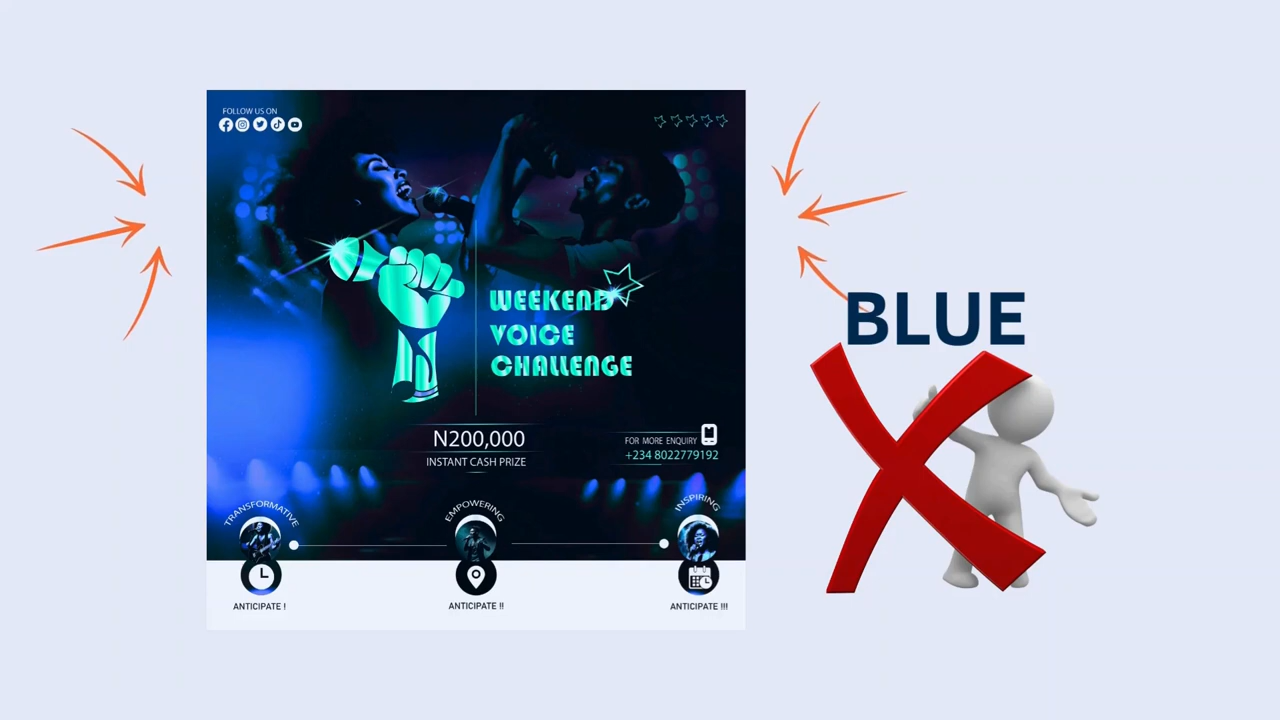 FOLLOW US ON
WEEKEND
VOICE
CHALLENGE
BLUE
N200,000
INSTANT CASH PRIZE
FOR MORE ENQUIRY
+234 8022779192
TRANSFORMATIVE
EMPOWERING
INSPIRING
ANTICIPATE !
ANTICIPATE !!
ANTICIPATE !!!